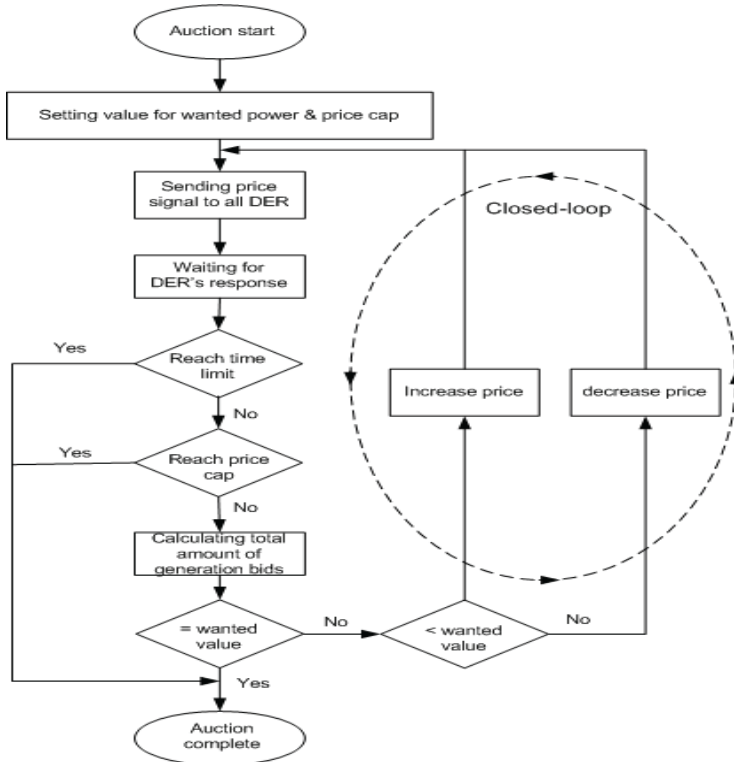 Auction start
Setting value for wanted power & price cap
Sending price
signal to all DER
Closed-loop
Waiting for
DER's response
Yes
Reach time
limit
Increase price
decrease price
No
Yes
Reach price
cap
No
Calculating total
amount of
generation bids
= wanted
value
No
< wanted
value
No
Yes
Auction
complete